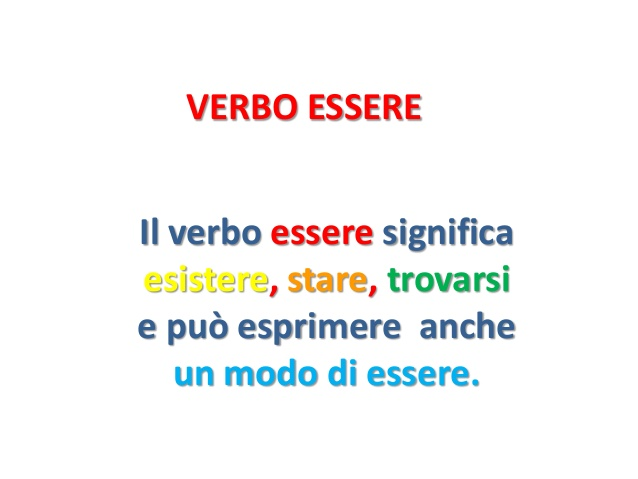 VERBO ESSERE
Il verbo essere significa
esistere, stare, trovarsi
e può esprimere anche
un modo di essere.